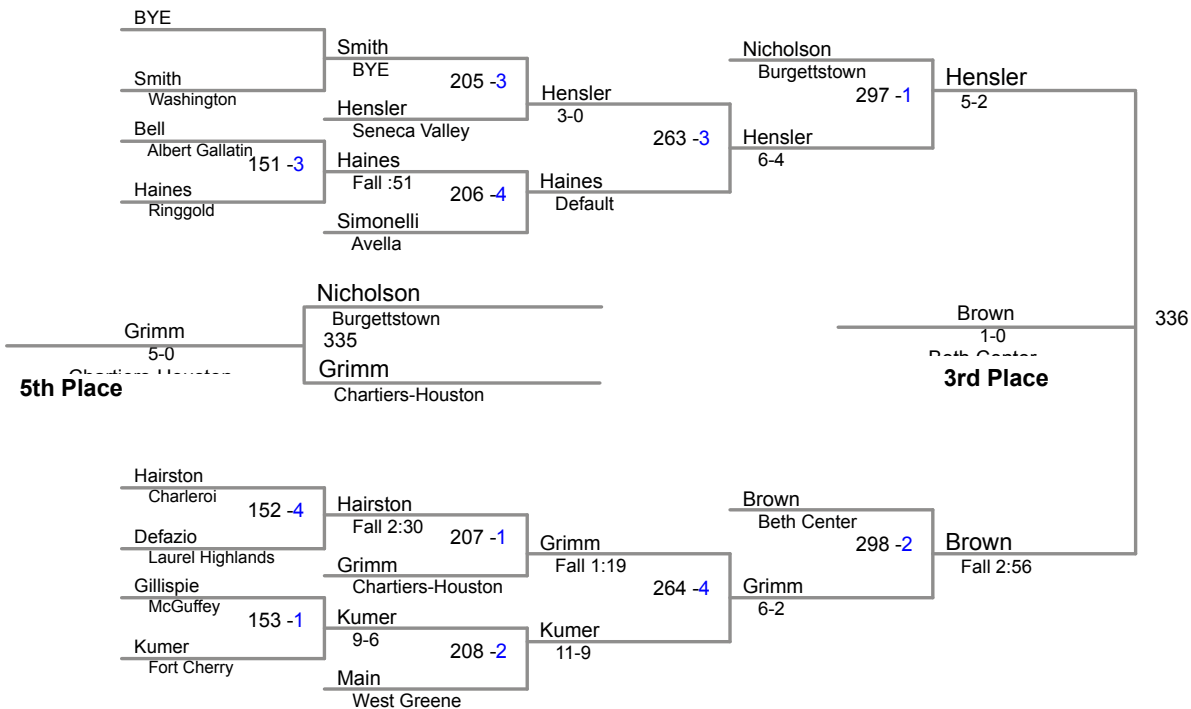 BYE
Smith
BYE
Smith
Washington
205 -3
Hensler
Seneca Valley
Hensler
3-0
Bell
Albert Gallatin
151 -3
Haines
Ringgold
Haines
Fall :51
206 -4
Simonelli
Avella
Haines
Default
263 -3
Nicholson
Burgettstown
297 -1
Hensler
6-4
Hensler
5-2
Nicholson
Burgettstown
335
Grimm
Chartiers-Houston
Grimm
5-0
Chartiers-Houston
5th Place
Brown
1-0
Beth Center
3rd Place
336
Hairston
Charleroi
152 -4
Defazio
Laurel Highlands
Hairston
Fall 2:30
207 -1
Grimm
Chartiers-Houston
Grimm
Fall 1:19
Gillispie
McGuffey
153 -1
Kumer
Fort Cherry
Kumer
9-6
208 -2
Main
West Greene
Kumer
11-9
264 -4
Brown
Beth Center
298 -2
Grimm
6-2
Brown
Fall 2:56